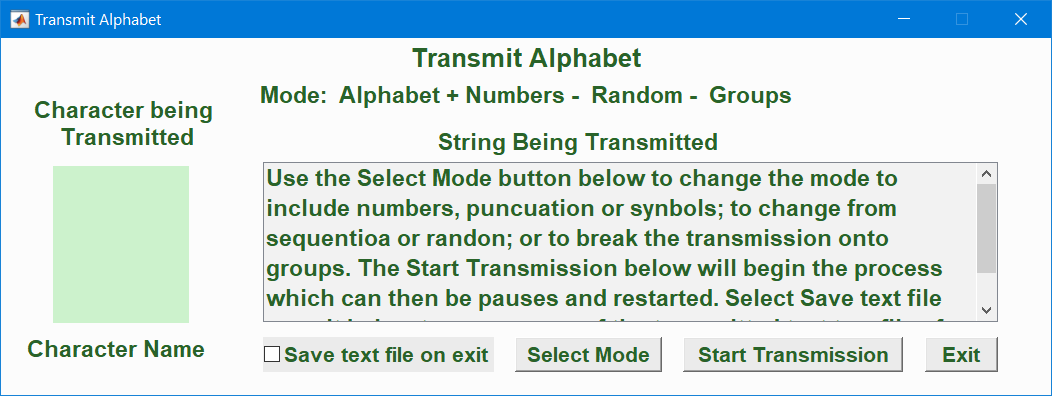 Transmit Alphabet
Transmit Alphabet
Mode:  Alphabet + Numbers -  Random -  Groups
Character being
Transmitted
String Being Transmitted
Use the Select Mode button below to change the mode to
include numbers, puncuation or synbols; to change from
sequentioa or randon; or to break the transmission onto
groups. The Start Transmission below will begin the process
which can then be pauses and restarted. Select Save text file
Character Name
Save text file on exit
Select Mode
Start Transmission
Exit